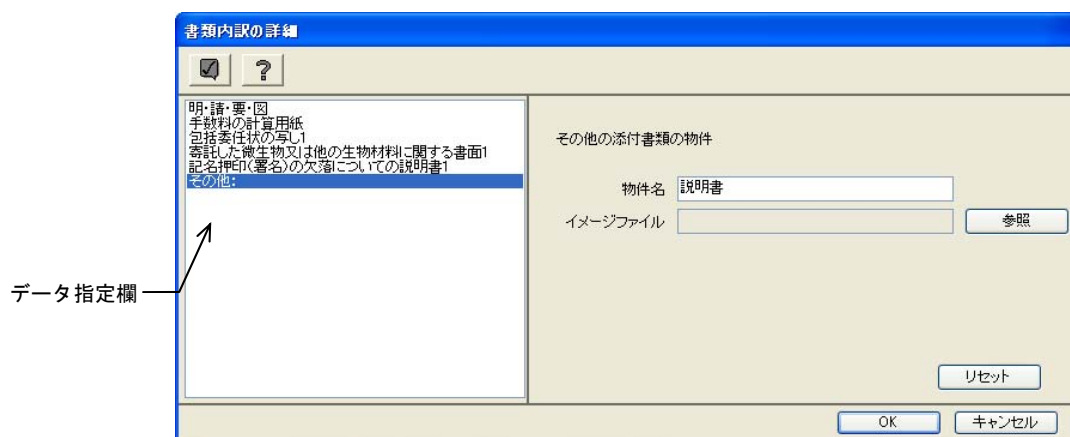 書類内訳の詳細
明・請・要・図
手数料の計算用紙
包括委任状の写し1
寄託した微生物又は他の生物材料に関する書面1
記名押印(署名)の欠落についての説明書1
その他:
その他の添付書類の物件
物件名 説明書
イメージファイル 参照
データ指定欄
リセット
OK キャンセル